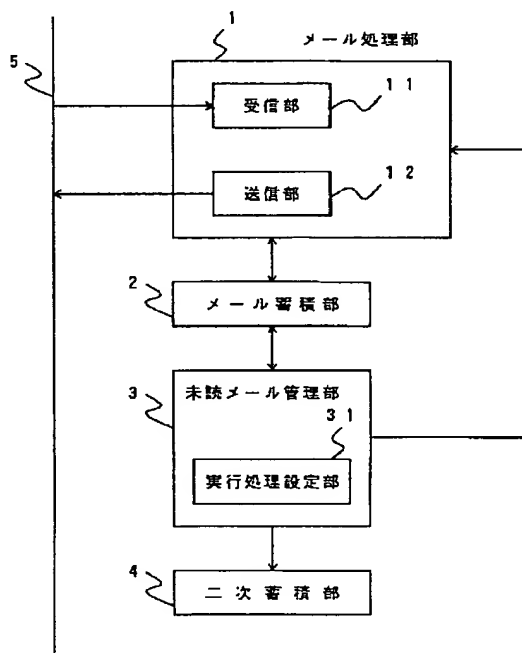 1
メール処理部
5
受信部
11
送信部
12
2
メール蓄積部
3
未読メール管理部
31
実行処理設定部
4
二次蓄積部